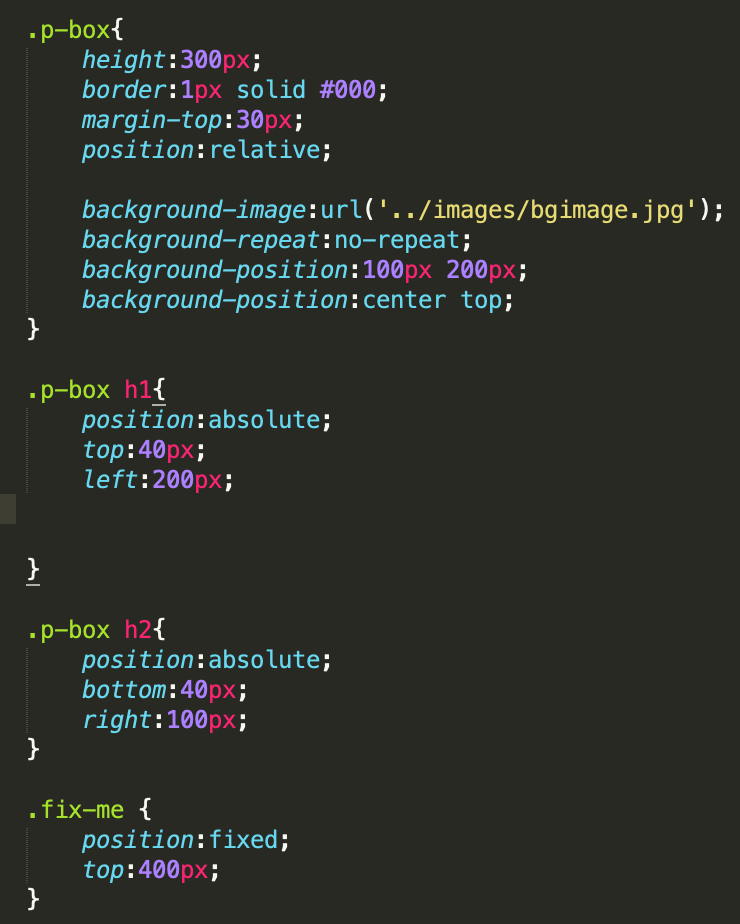 .p-box{
height:300px;
border:1px solid #000;
margin-top:30px;
position:relative;
background-image:url('../images/bgimage.jpg');
background-repeat:no-repeat;
background-position:100px 200px;
background-position:center top;
}
.p-box h1{
position:absolute;
top:40px;
left:200px;
}
.p-box h2{
position:absolute;
bottom:40px;
right:100px;
}
.fix-me {
position:fixed;
top:400px;
}